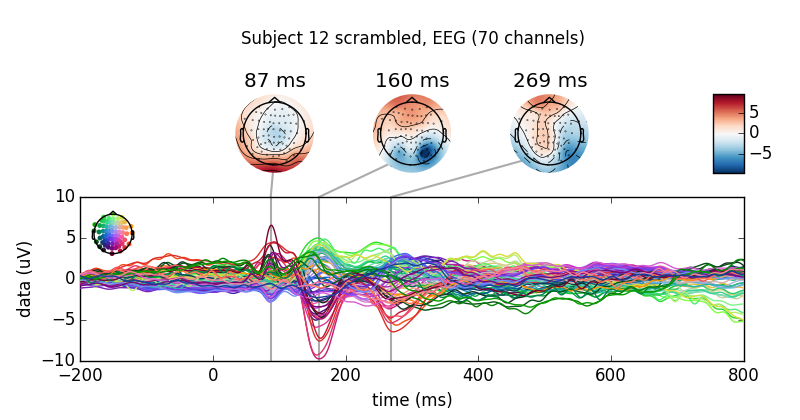 Subject 12 scrambled, EEG (70 channels)
87 ms 160 ms 269 ms
5
0
−5
10
5
0
−5
−10
data (uV)
−200 0 200 400 600 800
time (ms)